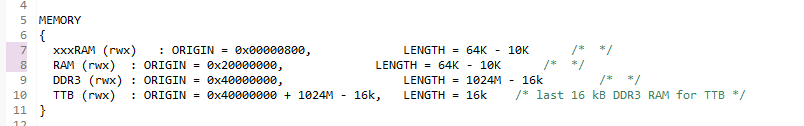 4
5 MEMORY
6 {
7   xxxRAM (rwx)   : ORIGIN = 0x00000800,              LENGTH = 64K - 10K      /*  */
8   RAM (rwx)  : ORIGIN = 0x20000000,              LENGTH = 64K - 10K      /*  */
9   DDR3 (rwx) : ORIGIN = 0x40000000,              LENGTH = 1024M - 16k        /*  */
10   TTB (rwx)  : ORIGIN = 0x40000000 + 1024M - 16k,   LENGTH = 16k    /* last 16 kB DDR3 RAM for TTB */
11 }
12